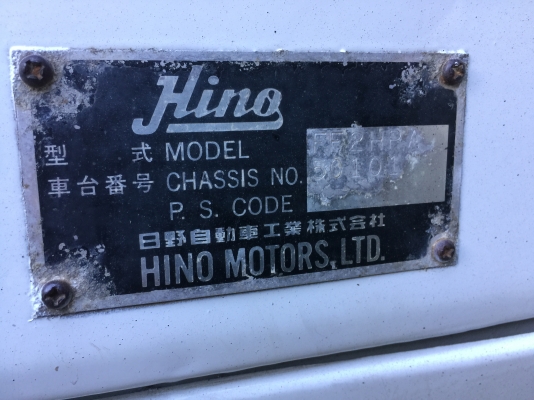 Hino
型 式 MODEL
車台番号 CHASSIS NO.
P. S. CODE
日野自動車工業株式会社
HINO MOTORS, LTD.